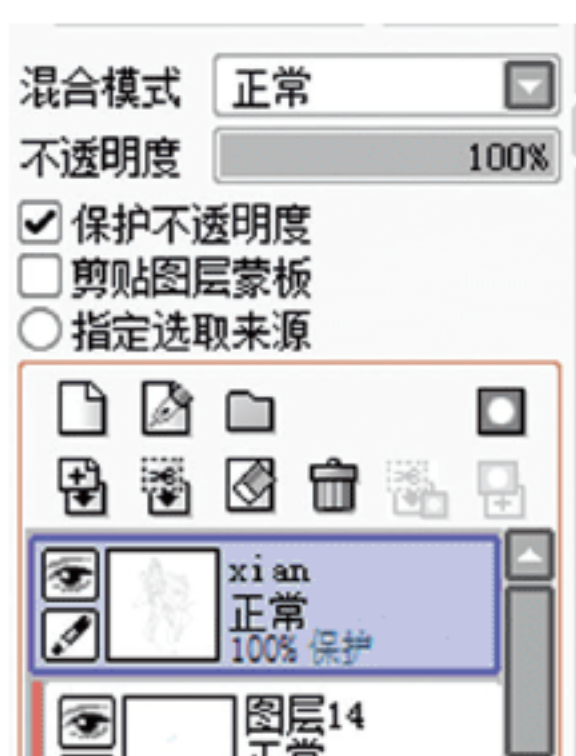 混合模式 正常
不透明度 100%
保护不透明度
剪贴图层蒙板
指定选取来源
xian
正常
100% 保护
图层14
正常